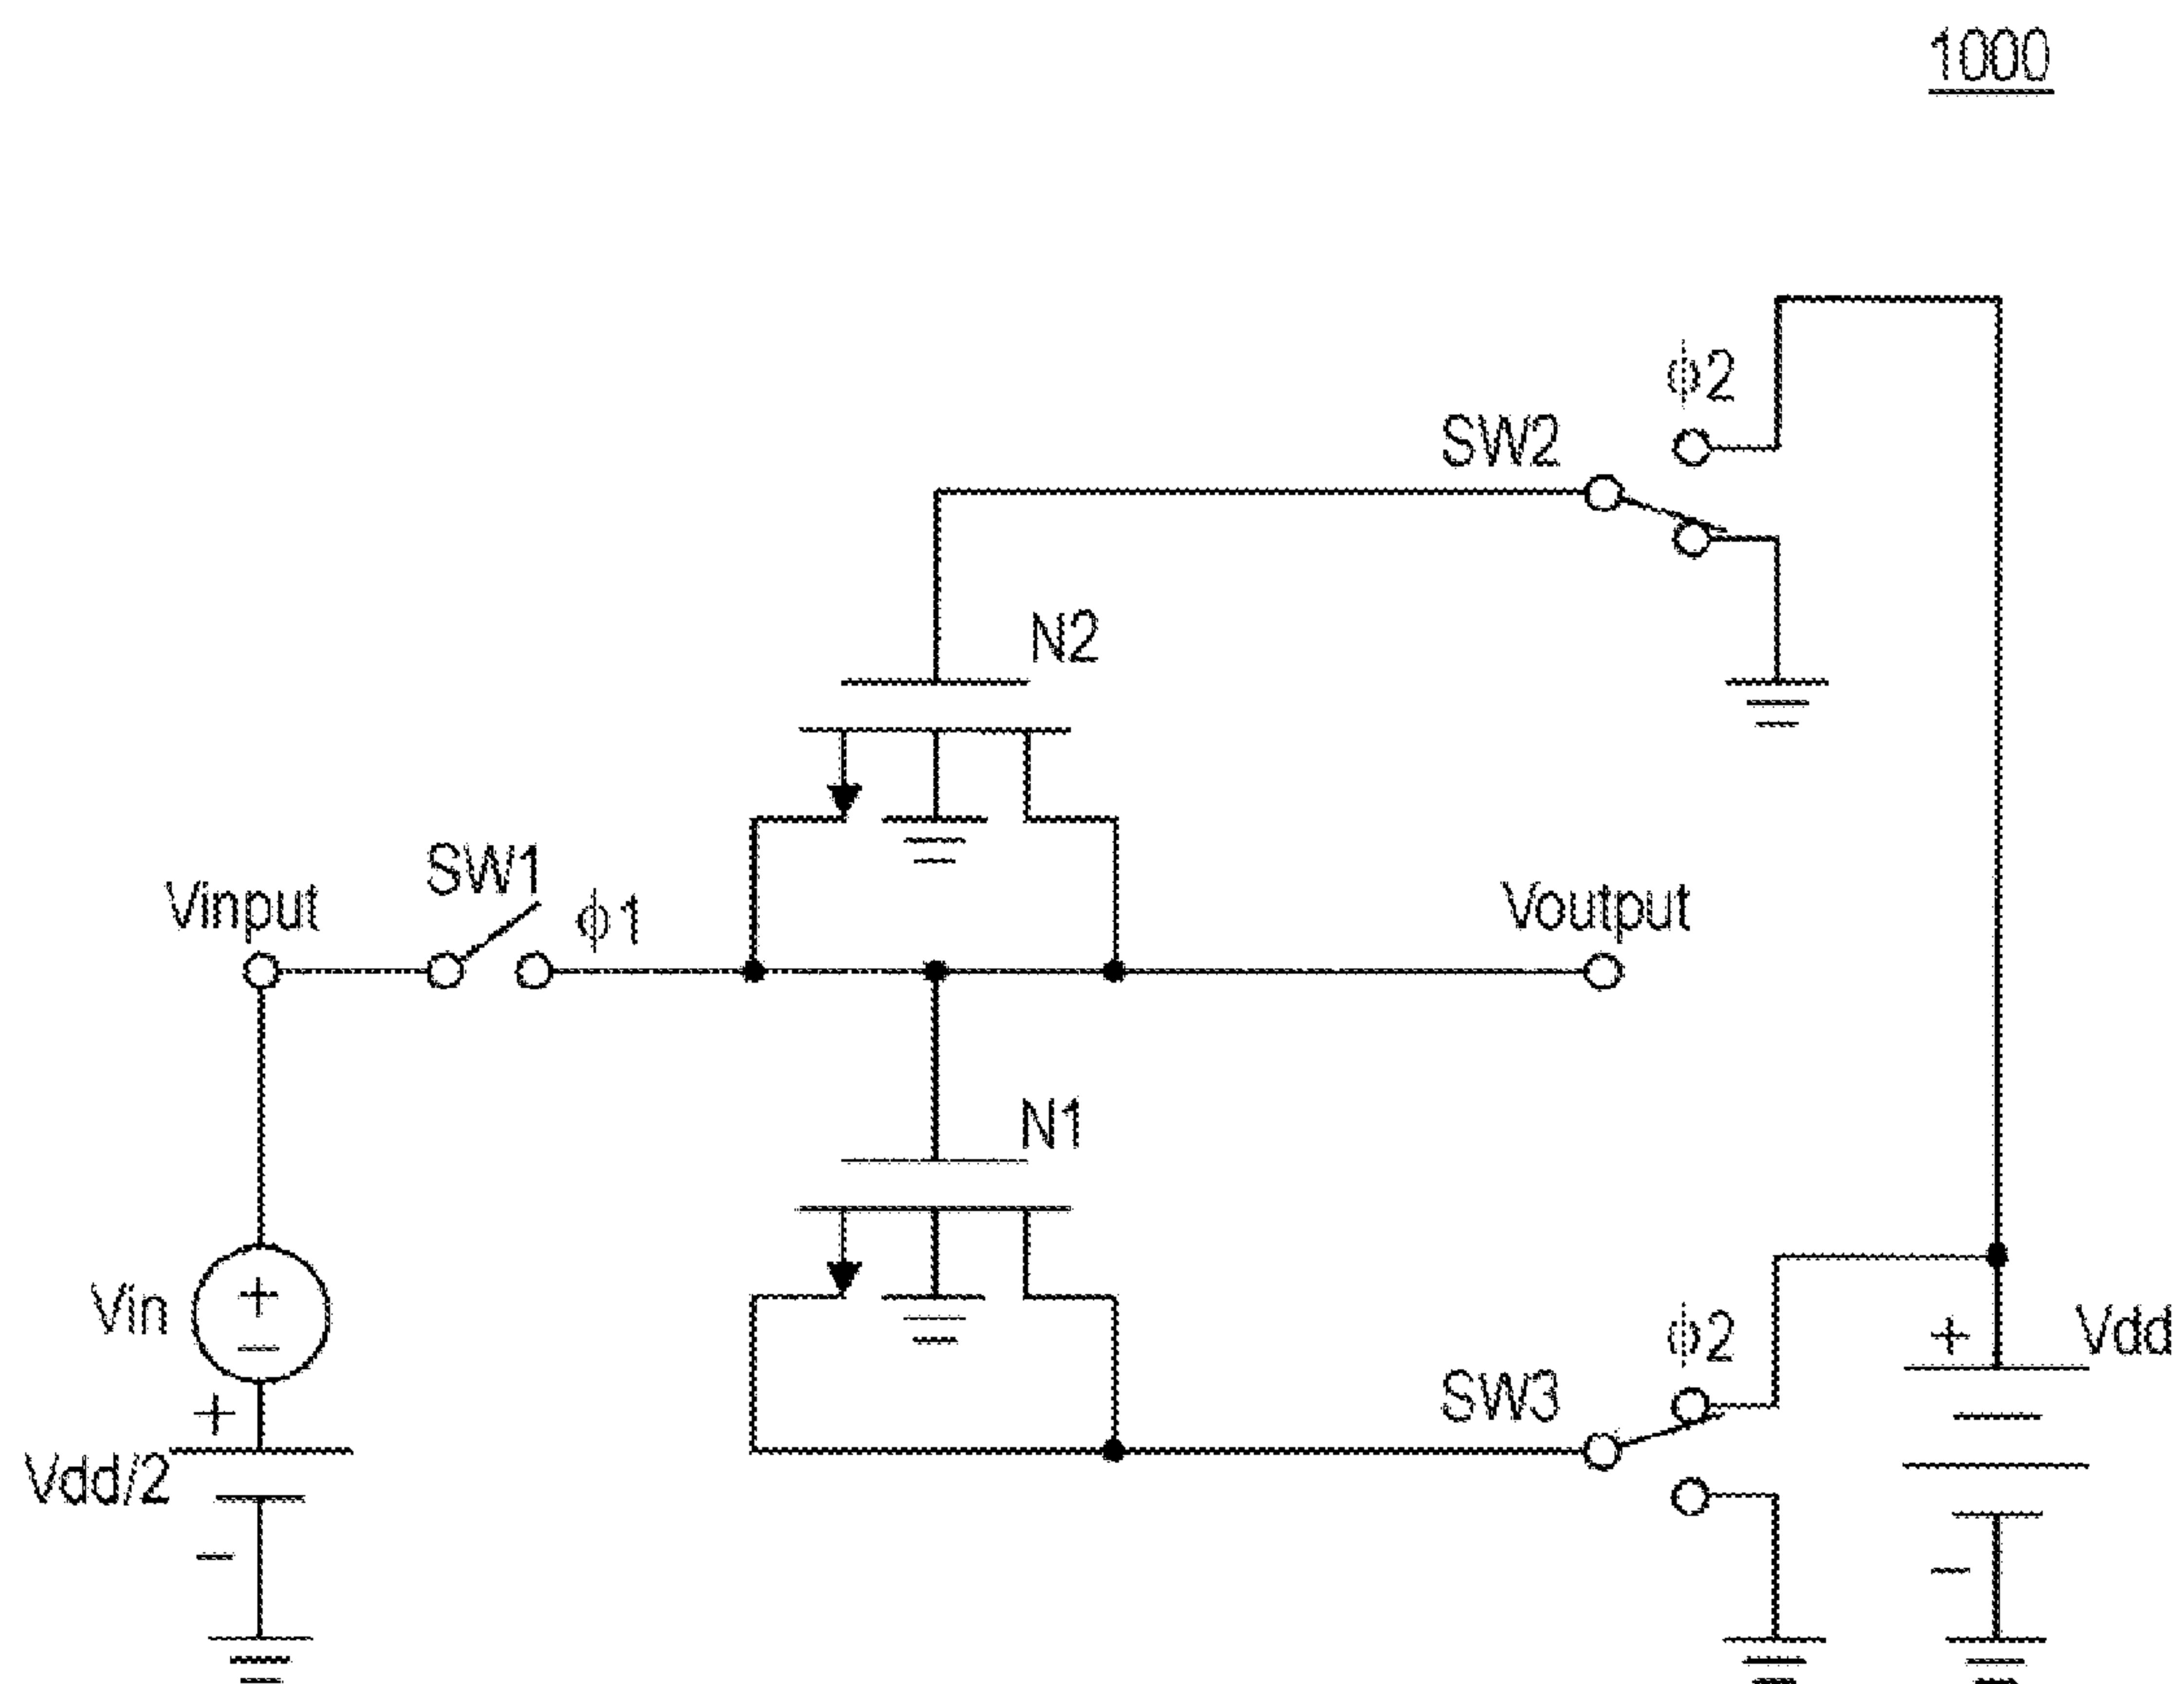 1000
ϕ2
SW2
N2
SW1
ϕ1
Vinput
Voutput
N1
Vin
+
−
+
Vdd/2
−
ϕ2
SW3
+
Vdd
−